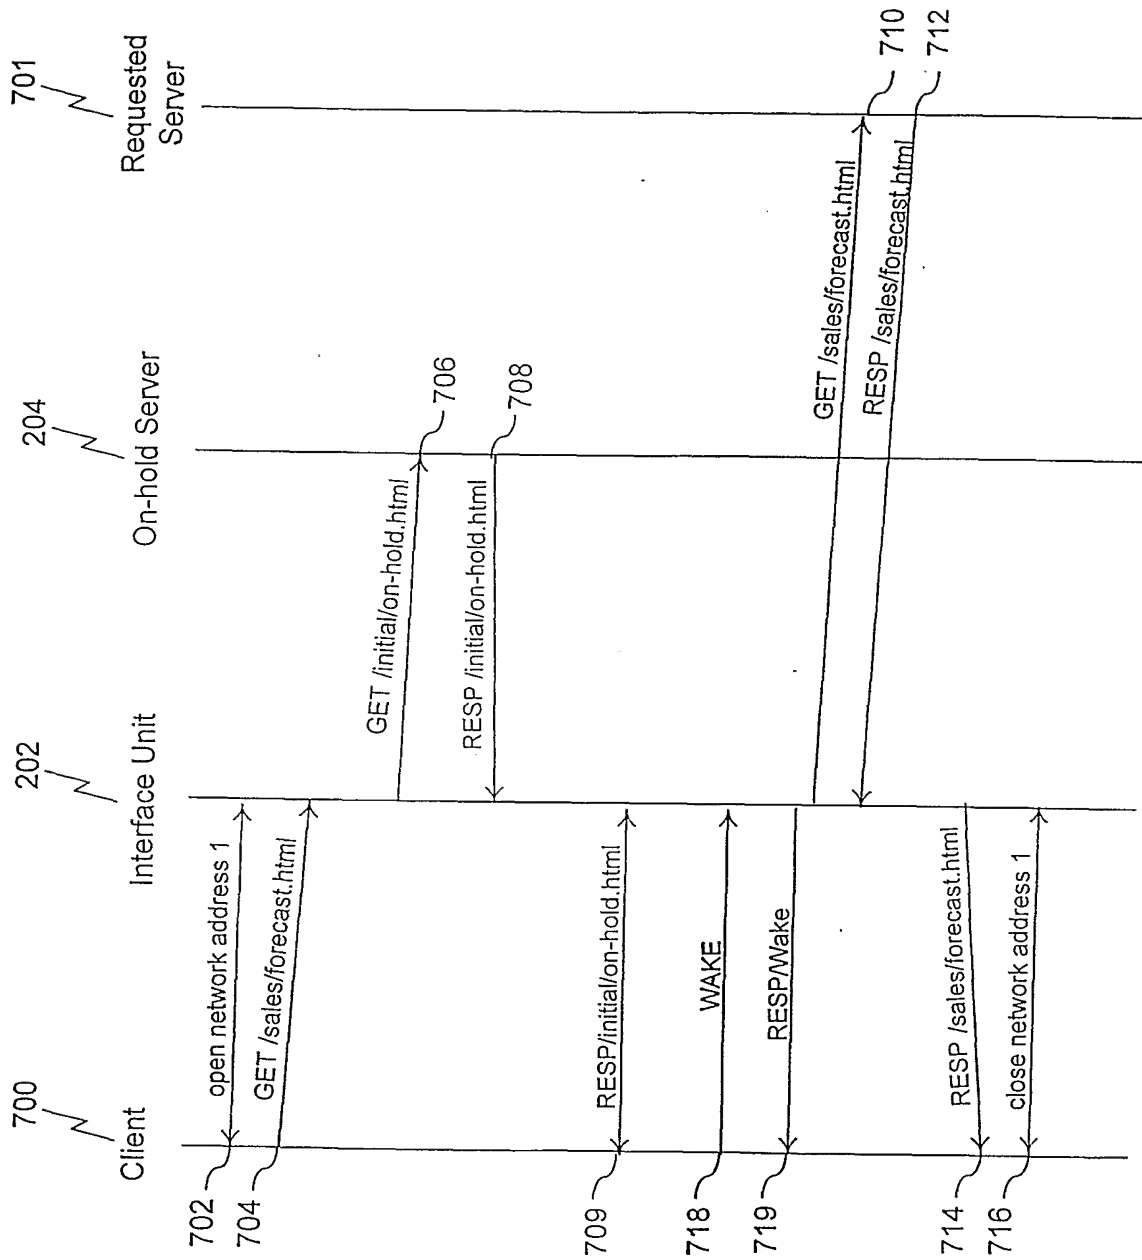 700
Client
202
Interface Unit
204
On-hold Server
701
Requested
Server
702
open network address 1
704
GET /sales/forecast.html
GET /initial/on-hold.html
706
RESP /initial/on-hold.html
708
709
RESP/initial/on-hold.html
718
WAKE
719
RESP/Wake
GET /sales/forecast.html
710
RESP /sales/forecast.html
712
714
RESP /sales/forecast.html
716
close network address 1